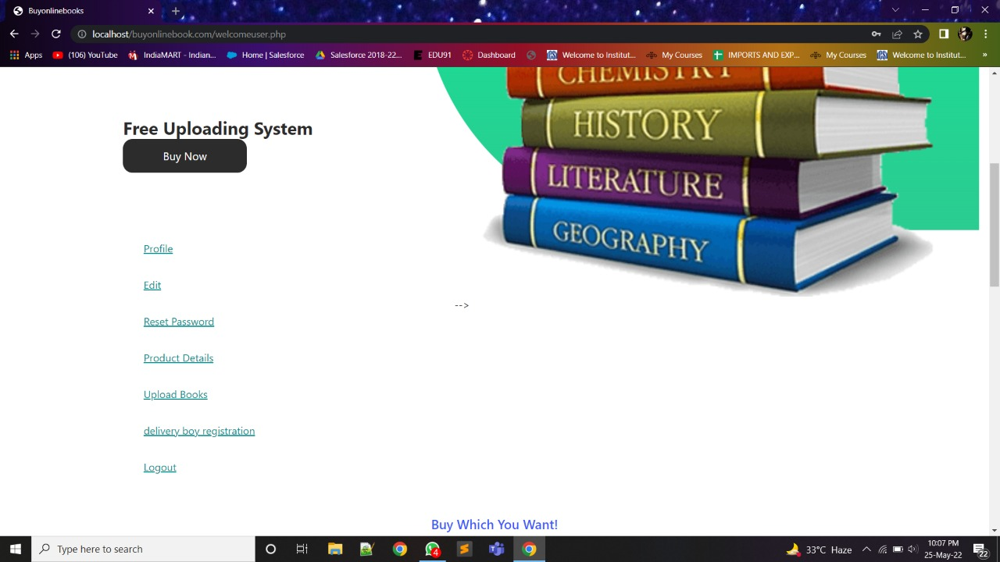 Buyonlinebooks
localhost/buyonlinebook.com/welcomeuser.php
Apps
(106) YouTube
IndiaMART - Indian...
Home | Salesforce
Salesforce 2018-22...
EDU91
Dashboard
Welcome to Institut...
My Courses
IMPORTS AND EXP...
My Courses
Welcome to Institut...
»
CHEMISTRY
HISTORY
LITERATURE
GEOGRAPHY
Free Uploading System
Buy Now
Profile
Edit
-->
Reset Password
Product Details
Upload Books
delivery boy registration
Logout
Buy Which You Want!
Type here to search
4
33°C Haze
10:07 PM
25-May-22
22